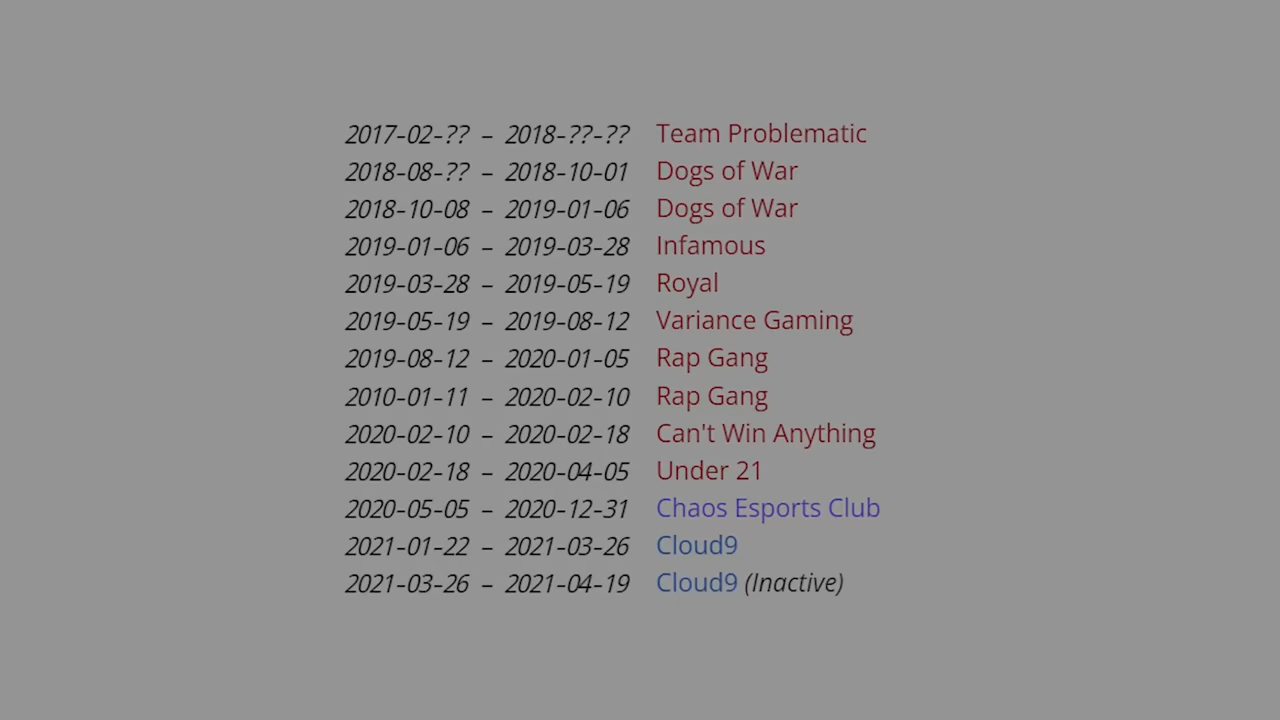 2017-02-?? – 2018-??-?? Team Problematic
2018-08-?? – 2018-10-01 Dogs of War
2018-10-08 – 2019-01-06 Dogs of War
2019-01-06 – 2019-03-28 Infamous
2019-03-28 – 2019-05-19 Royal
2019-05-19 – 2019-08-12 Variance Gaming
2019-08-12 – 2020-01-05 Rap Gang
2010-01-11 – 2020-02-10 Rap Gang
2020-02-10 – 2020-02-18 Can't Win Anything
2020-02-18 – 2020-04-05 Under 21
2020-05-05 – 2020-12-31 Chaos Esports Club
2021-01-22 – 2021-03-26 Cloud9
2021-03-26 – 2021-04-19 Cloud9 (Inactive)